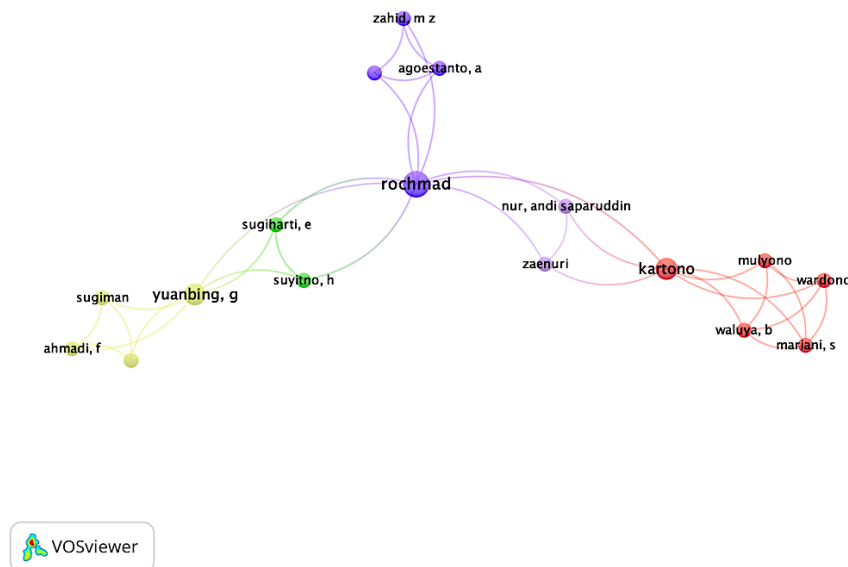 zahid, m z
agoestanto, a
rochmad
nur, andi saparuddin
sugiharti, e
zaenuri
kartono
mulyono
wardono
suyitno, h
yuanbing, g
sugiman
waluya, b
mariani, s
ahmadi, f
VOSviewer